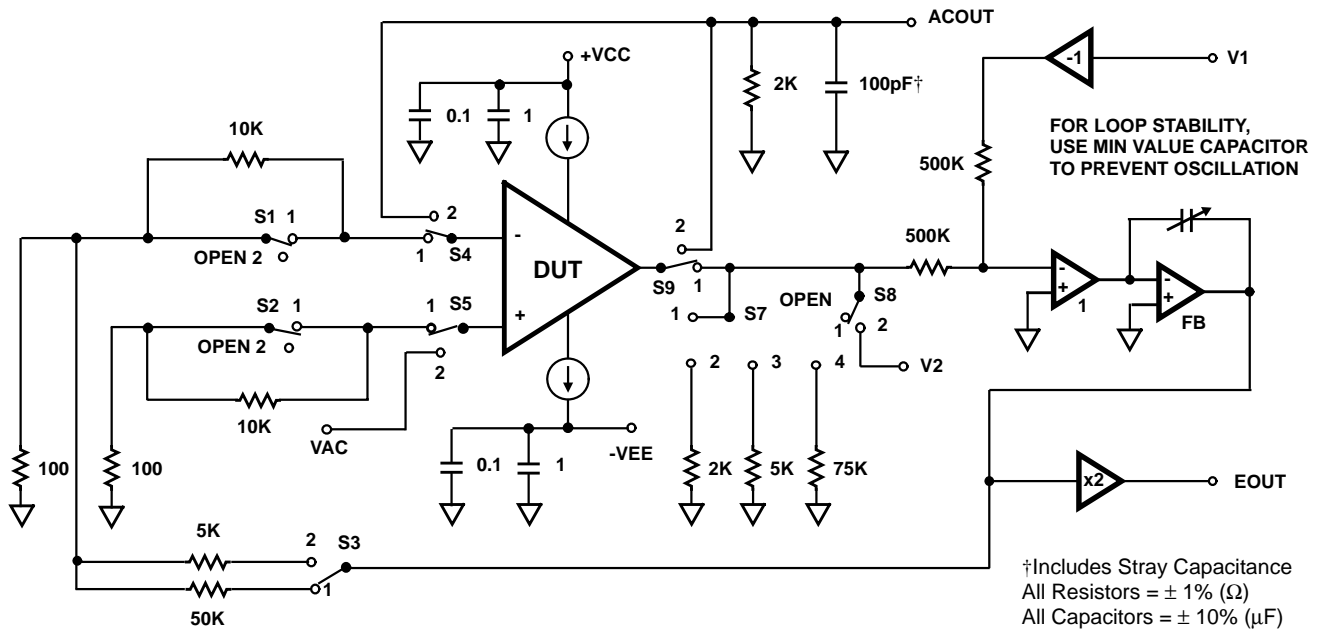 ACOUT
+VCC
-1
V1
2K
100pF†
0.1
1
10K
FOR LOOP STABILITY,
USE MIN VALUE CAPACITOR
TO PREVENT OSCILLATION
500K
S1
1
2
OPEN 2
1
S4
-
DUT
+
2
S9
1
500K
-
+
1
-
+
FB
S2
1
OPEN 2
1
S5
2
1
S7
OPEN
S8
1
2
V2
10K
VAC
2
3
4
0.1
1
-VEE
100
100
2K
5K
75K
x2
EOUT
5K
2
S3
1
50K
†Includes Stray Capacitance
All Resistors = ± 1% (Ω)
All Capacitors = ± 10% (µF)